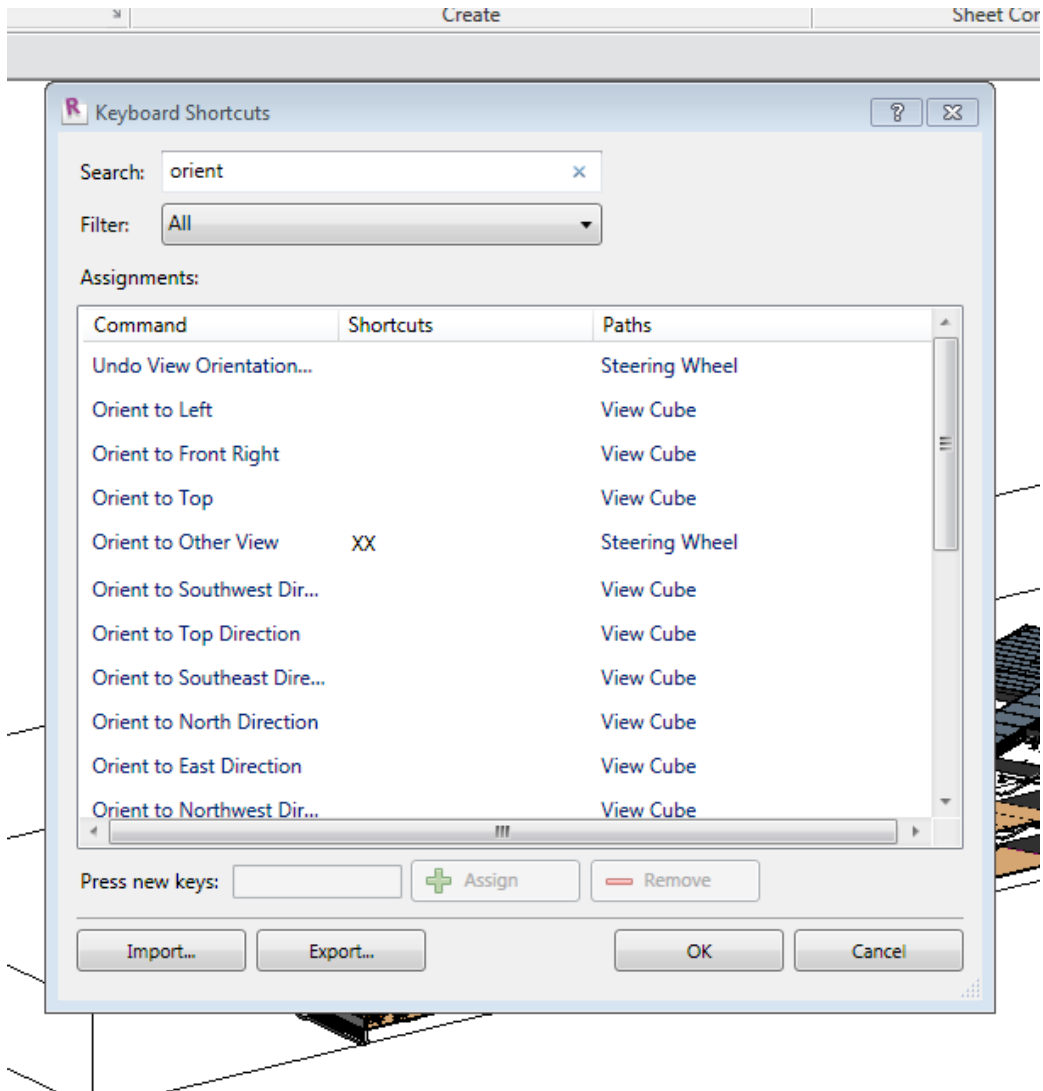 Create Sheet Cor
Keyboard Shortcuts
Search: orient
Filter: All
Assignments:
Command Shortcuts Paths
Undo View Orientation... Steering Wheel
Orient to Left View Cube
Orient to Front Right View Cube
Orient to Top View Cube
Orient to Other View XX Steering Wheel
Orient to Southwest Dir... View Cube
Orient to Top Direction View Cube
Orient to Southeast Dire... View Cube
Orient to North Direction View Cube
Orient to East Direction View Cube
Orient to Northwest Dir... View Cube
Press new keys: Assign Remove
Import... Export... OK Cancel